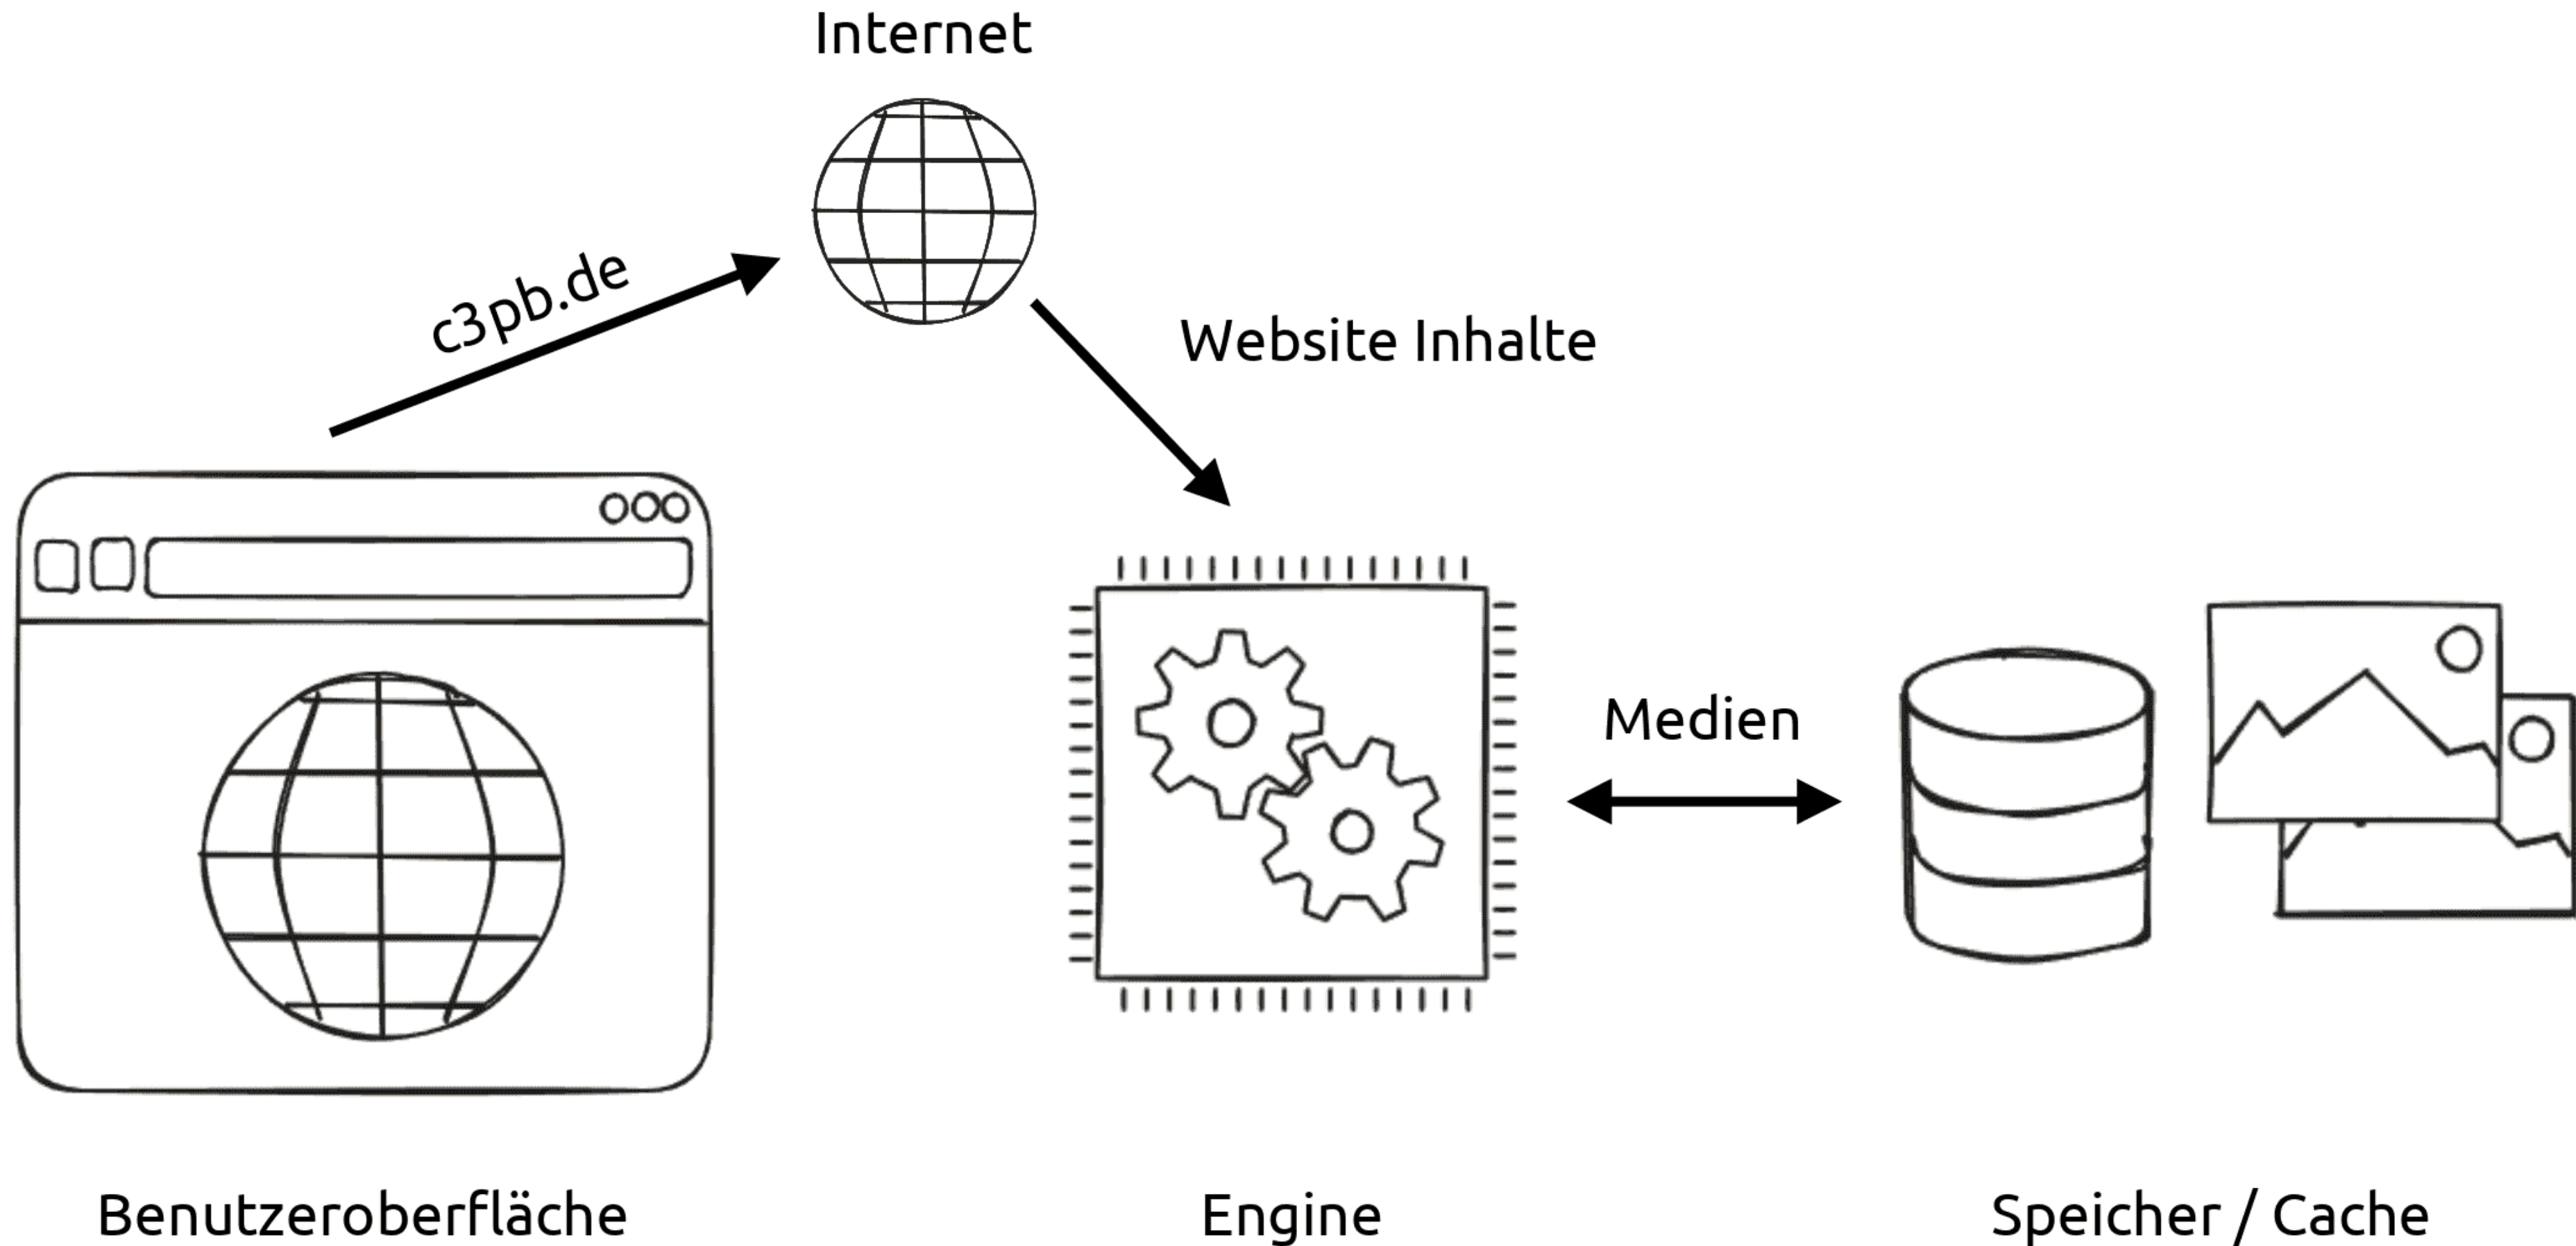 Internet
c3pb.de
Website Inhalte
Medien
Benutzeroberfläche
Engine
Speicher / Cache